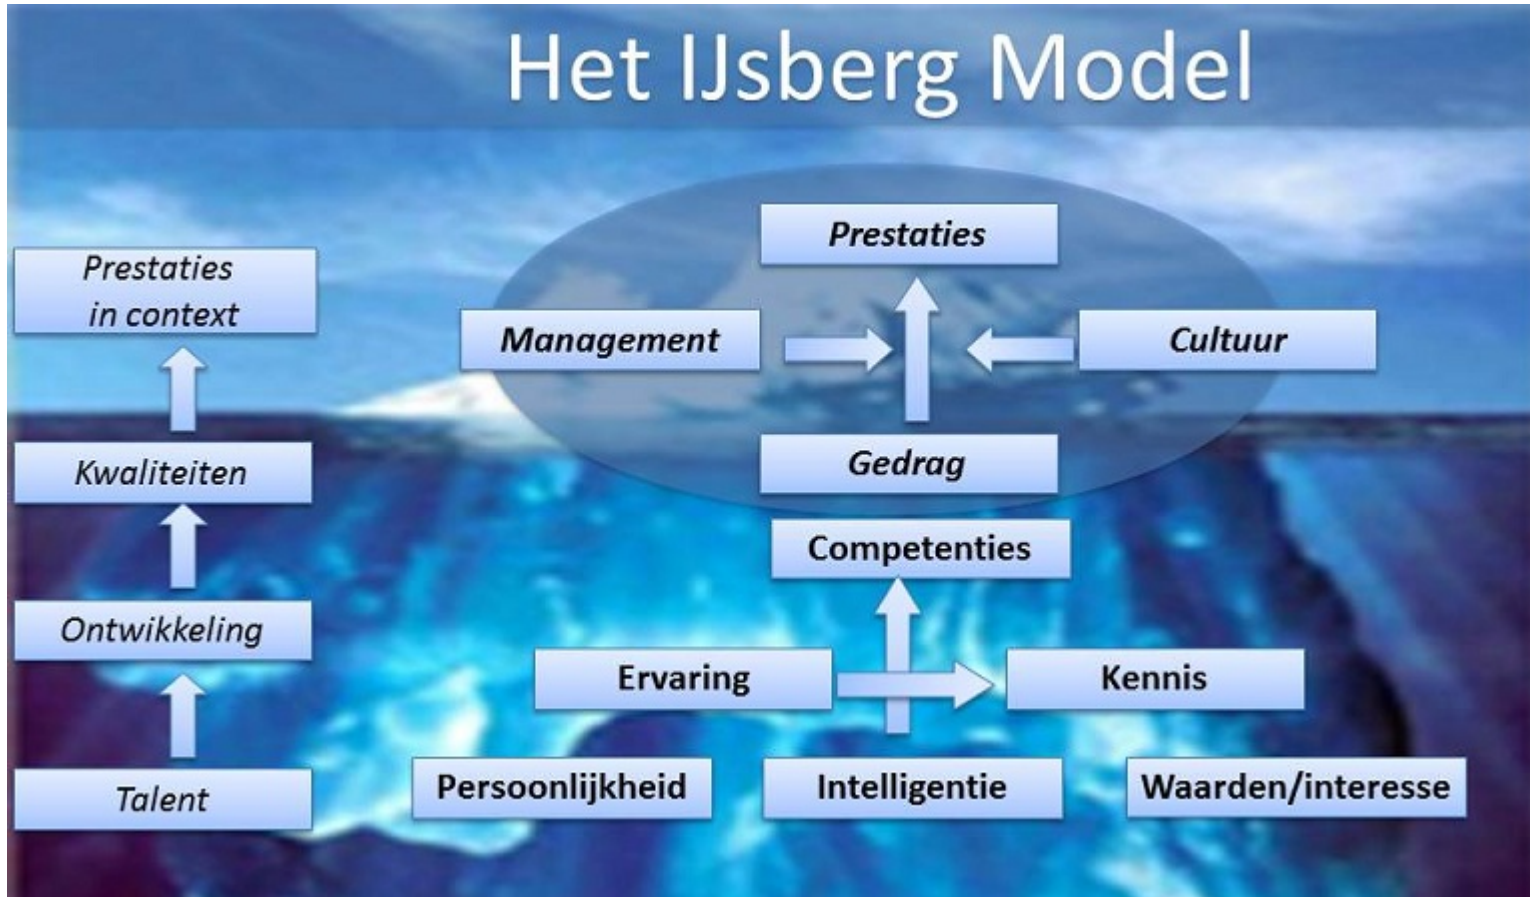 Het IJsberg Model
Prestaties
in context
Kwaliteiten
Ontwikkeling
Talent
Prestaties
Management
Cultuur
Gedrag
Competenties
Ervaring
Kennis
Persoonlijkheid
Intelligentie
Waarden/interesse